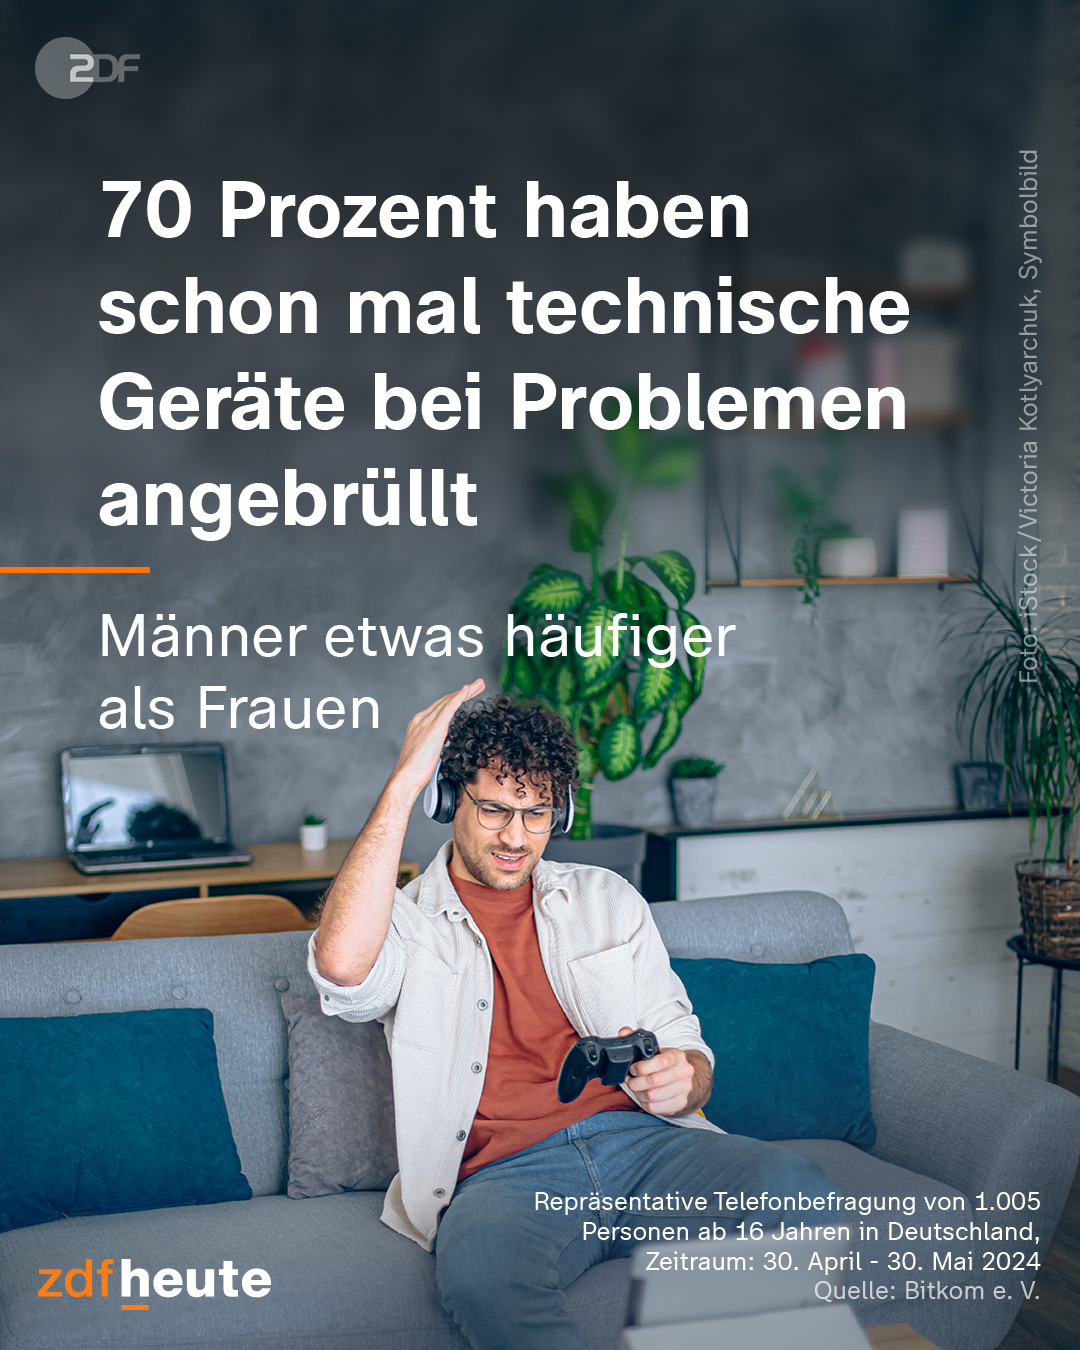 ZDF
70 Prozent haben
schon mal technische
Geräte bei Problemen
angebrüllt
Männer etwas häufiger
als Frauen
Foto: iStock/Victoria Kotlyarchuk, Symbolbild
Repräsentative Telefonbefragung von 1.005
Personen ab 16 Jahren in Deutschland,
Zeitraum: 30. April - 30. Mai 2024
Quelle: Bitkom e. V.
zdfheute